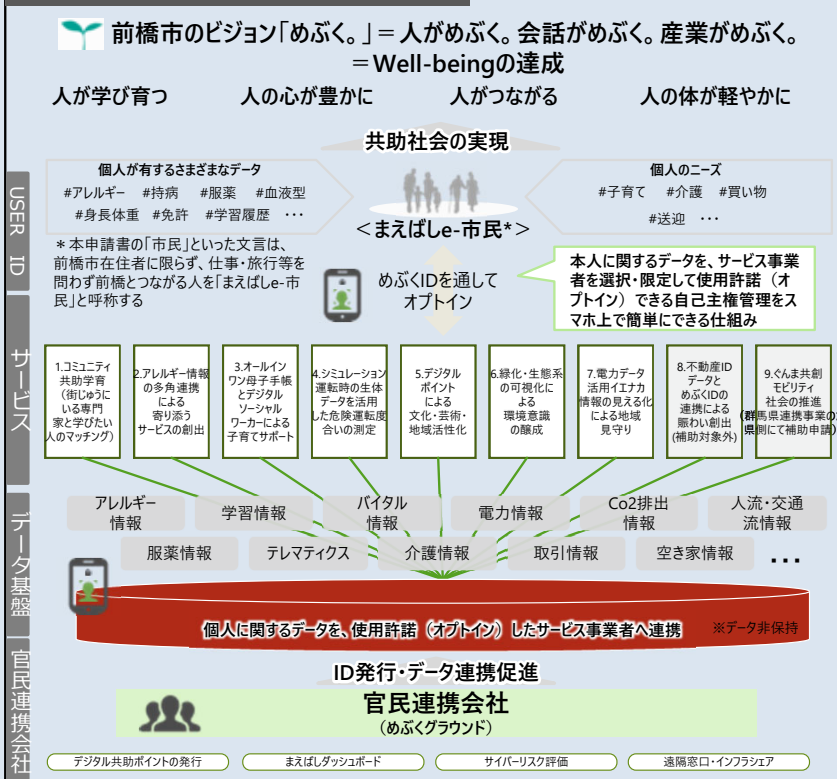 前橋市のビジョン「めぶく。」＝人がめぶく。会話がめぶく。産業がめぶく。
＝Well-beingの達成
人が学び育つ
人の心が豊かに
人がつながる
人の体が軽やかに
共助社会の実現
USER ID
個人が有するさまざまなデータ
#アレルギー #持病 #服薬 #血液型
#身長体重 #免許 #学習履歴 …
個人のニーズ
#子育て #介護 #買い物
#送迎 …
＜まえばしe-市民*＞
＊本申請書の「市民」といった文言は、
前橋市在住者に限らず、仕事・旅行等を
問わず前橋とつながる人を「まえばしe-市
民」と呼称する
めぶくIDを通して
オプトイン
本人に関するデータを、サービス事業
者を選択・限定して使用許諾（オ
プトイン）できる自己主権管理をス
マホ上で簡単にできる仕組み
サービス
1.コミュニティ
共助学育
（街じゅうに
いる専門
家と学びたい
人のマッチング）
2.アレルギー情報
の多角連携
による
寄り添う
サービスの創出
3.オールイン
ワン母子手帳
とデジタル
ソーシャル
ワーカーによる
子育てサポート
4.シミュレーション
運転時の生体
データを活用
した危険運転度
合いの測定
5.デジタル
ポイント
による
文化・芸術・
地域活性化
6.緑化・生態系
の可視化に
よる
環境意識
の醸成
7.電力データ
活用イエナカ
情報の見える化
による地域
見守り
8.不動産ID
データと
めぶくIDの
連携による
賑わい創出
(補助対象外)
9.ぐんま共創
モビリティ
社会の推進
(群馬県連携事業の
県側にて補助申請)
データ基盤
アレルギー
情報
学習情報
バイタル
情報
電力情報
Co2排出
情報
人流・交通
流情報
服薬情報
テレマティクス
介護情報
取引情報
空き家情報
…
個人に関するデータを、使用許諾（オプトイン）したサービス事業者へ連携
※データ非保持
官民連携会社
ID発行・データ連携促進
官民連携会社
（めぶくグラウンド）
デジタル共助ポイントの発行
まえばしダッシュボード
サイバーリスク評価
遠隔窓口・インフラシェア